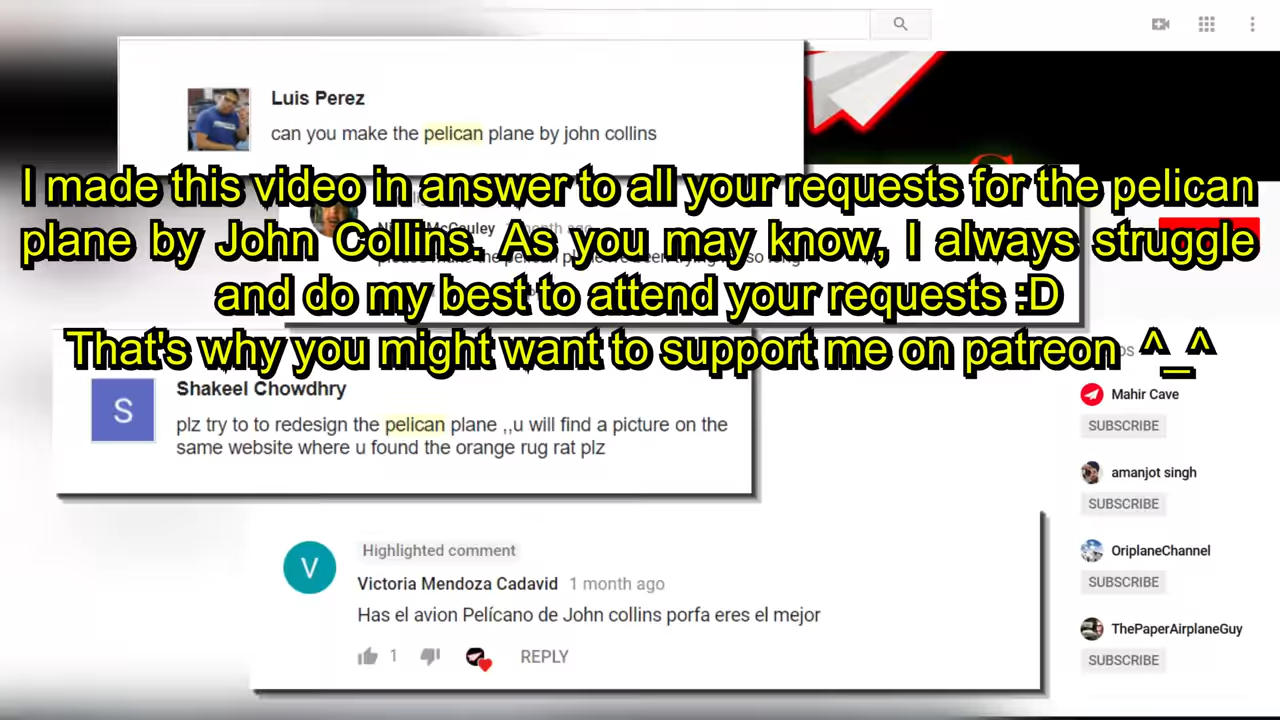 Luis Perez
can you make the pelican plane by john collins
I made this video in answer to all your requests for the pelican
plane by John Collins. As you may know, I always struggle
and do my best to attend your requests :D
That's why you might want to support me on patreon ^_^
Shakeel Chowdhry
S
plz try to to redesign the pelican plane ,,u will find a picture on the
same website where u found the orange rug rat plz
Highlighted comment
V
Victoria Mendoza Cadavid 1 month ago
Has el avion Pelícano de John collins porfa eres el mejor
1 REPLY
Mahir Cave
SUBSCRIBE
amanjot singh
SUBSCRIBE
OriplaneChannel
SUBSCRIBE
ThePaperAirplaneGuy
SUBSCRIBE